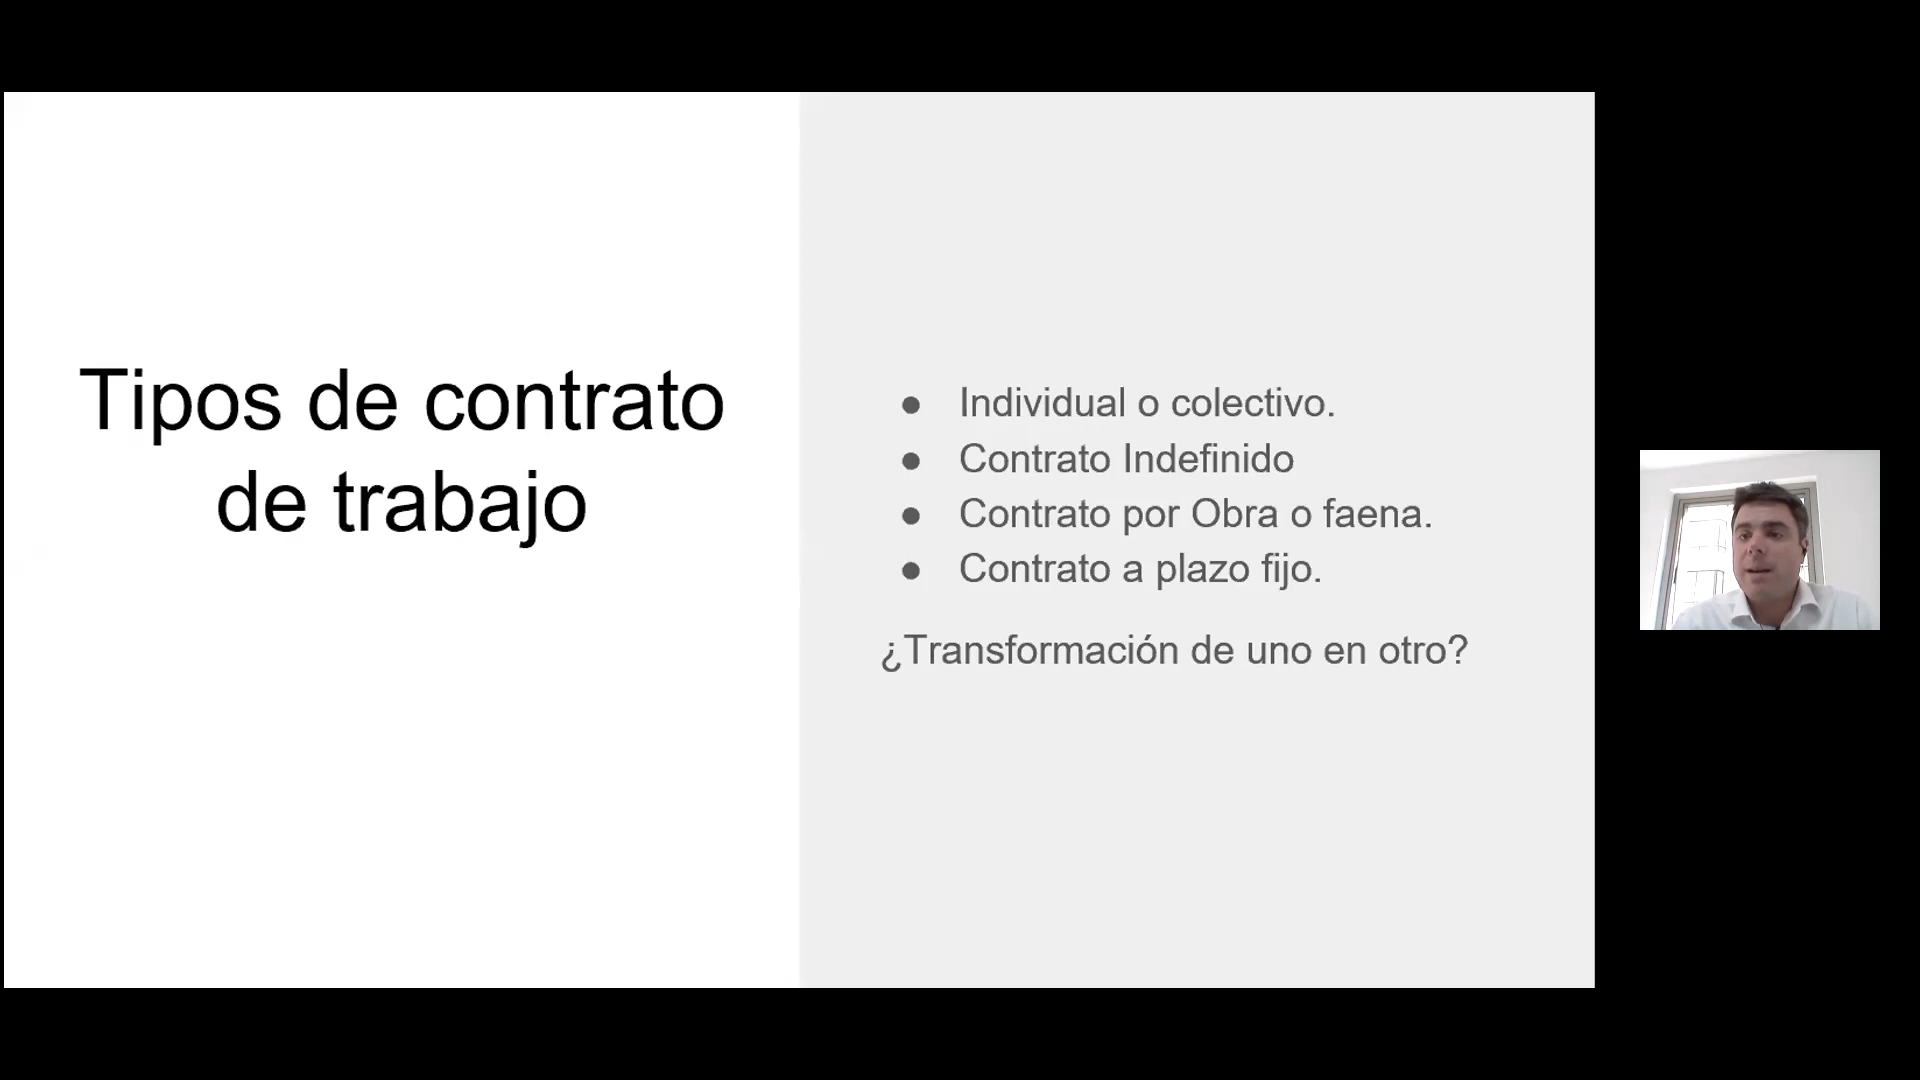 Tipos de contrato
de trabajo
● Individual o colectivo.
● Contrato Indefinido
● Contrato por Obra o faena.
● Contrato a plazo fijo.
¿Transformación de uno en otro?